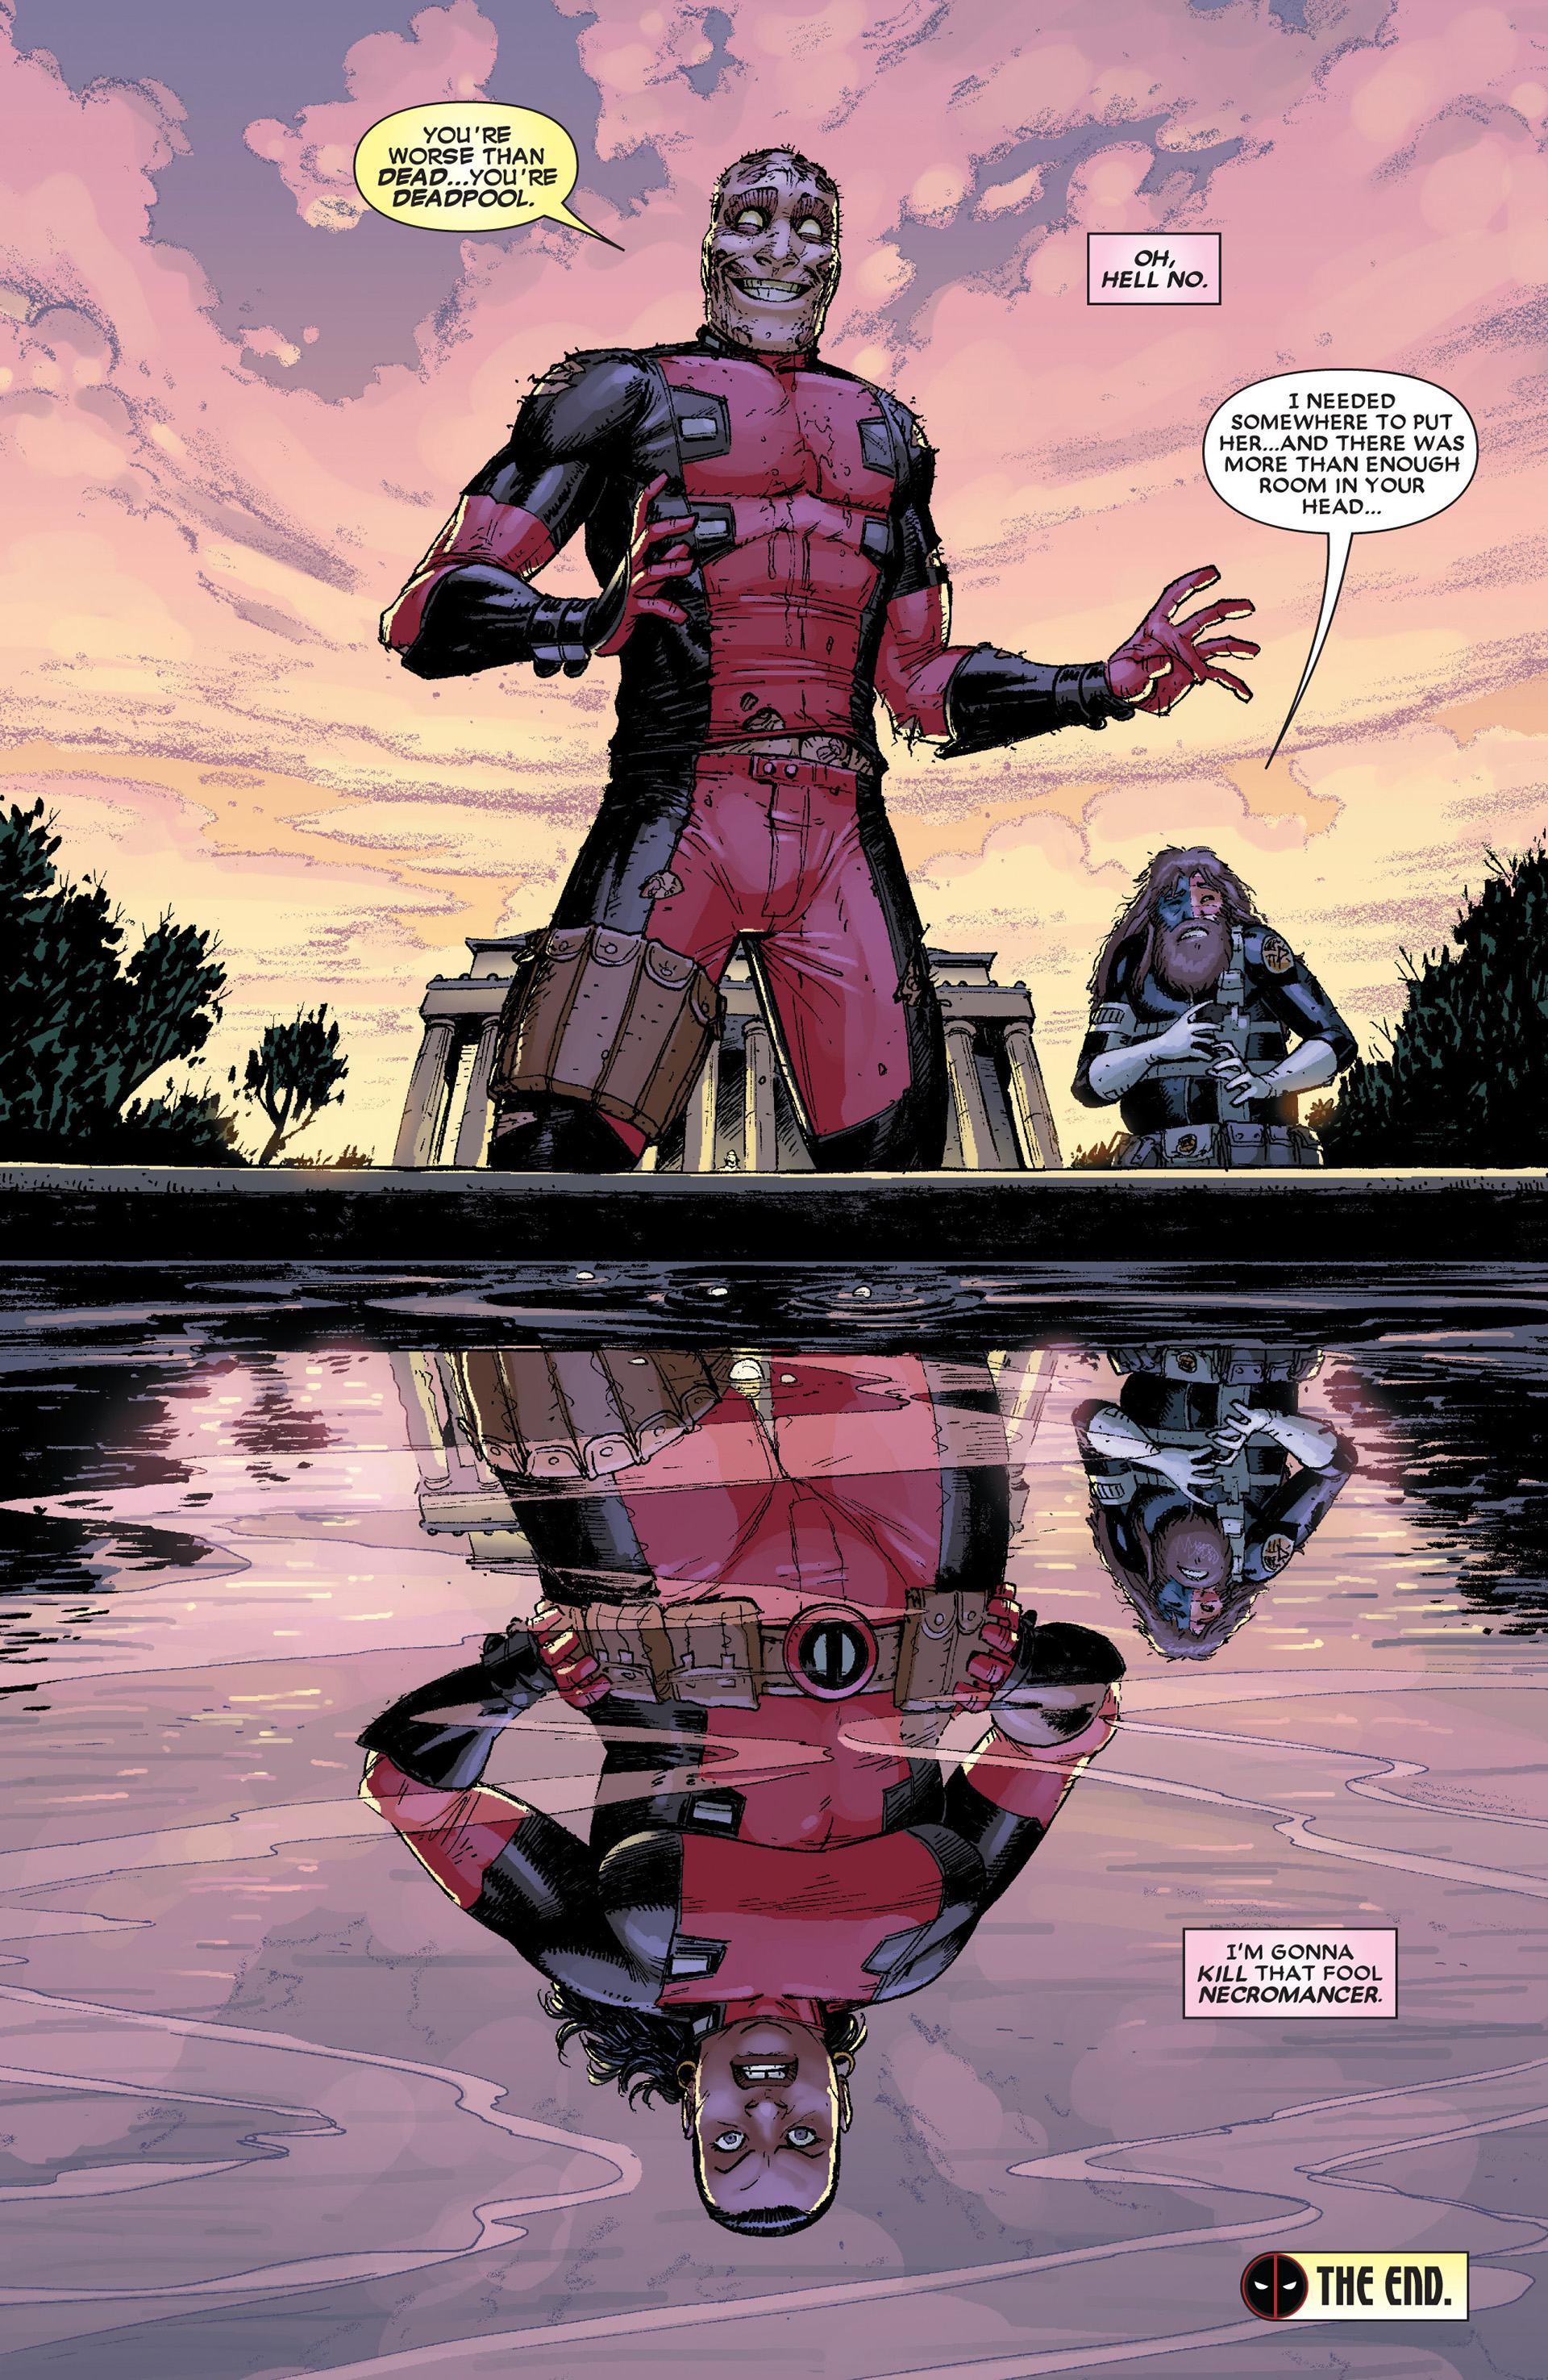 YOU'RE
WORSE THAN
DEAD...YOU'RE
DEADPOOL.
OH,
HELL NO.
I NEEDED
SOMEWHERE TO PUT
HER...AND THERE WAS
MORE THAN ENOUGH
ROOM IN YOUR
HEAD...
I'M GONNA
KILL THAT FOOL
NECROMANCER.
THE END.